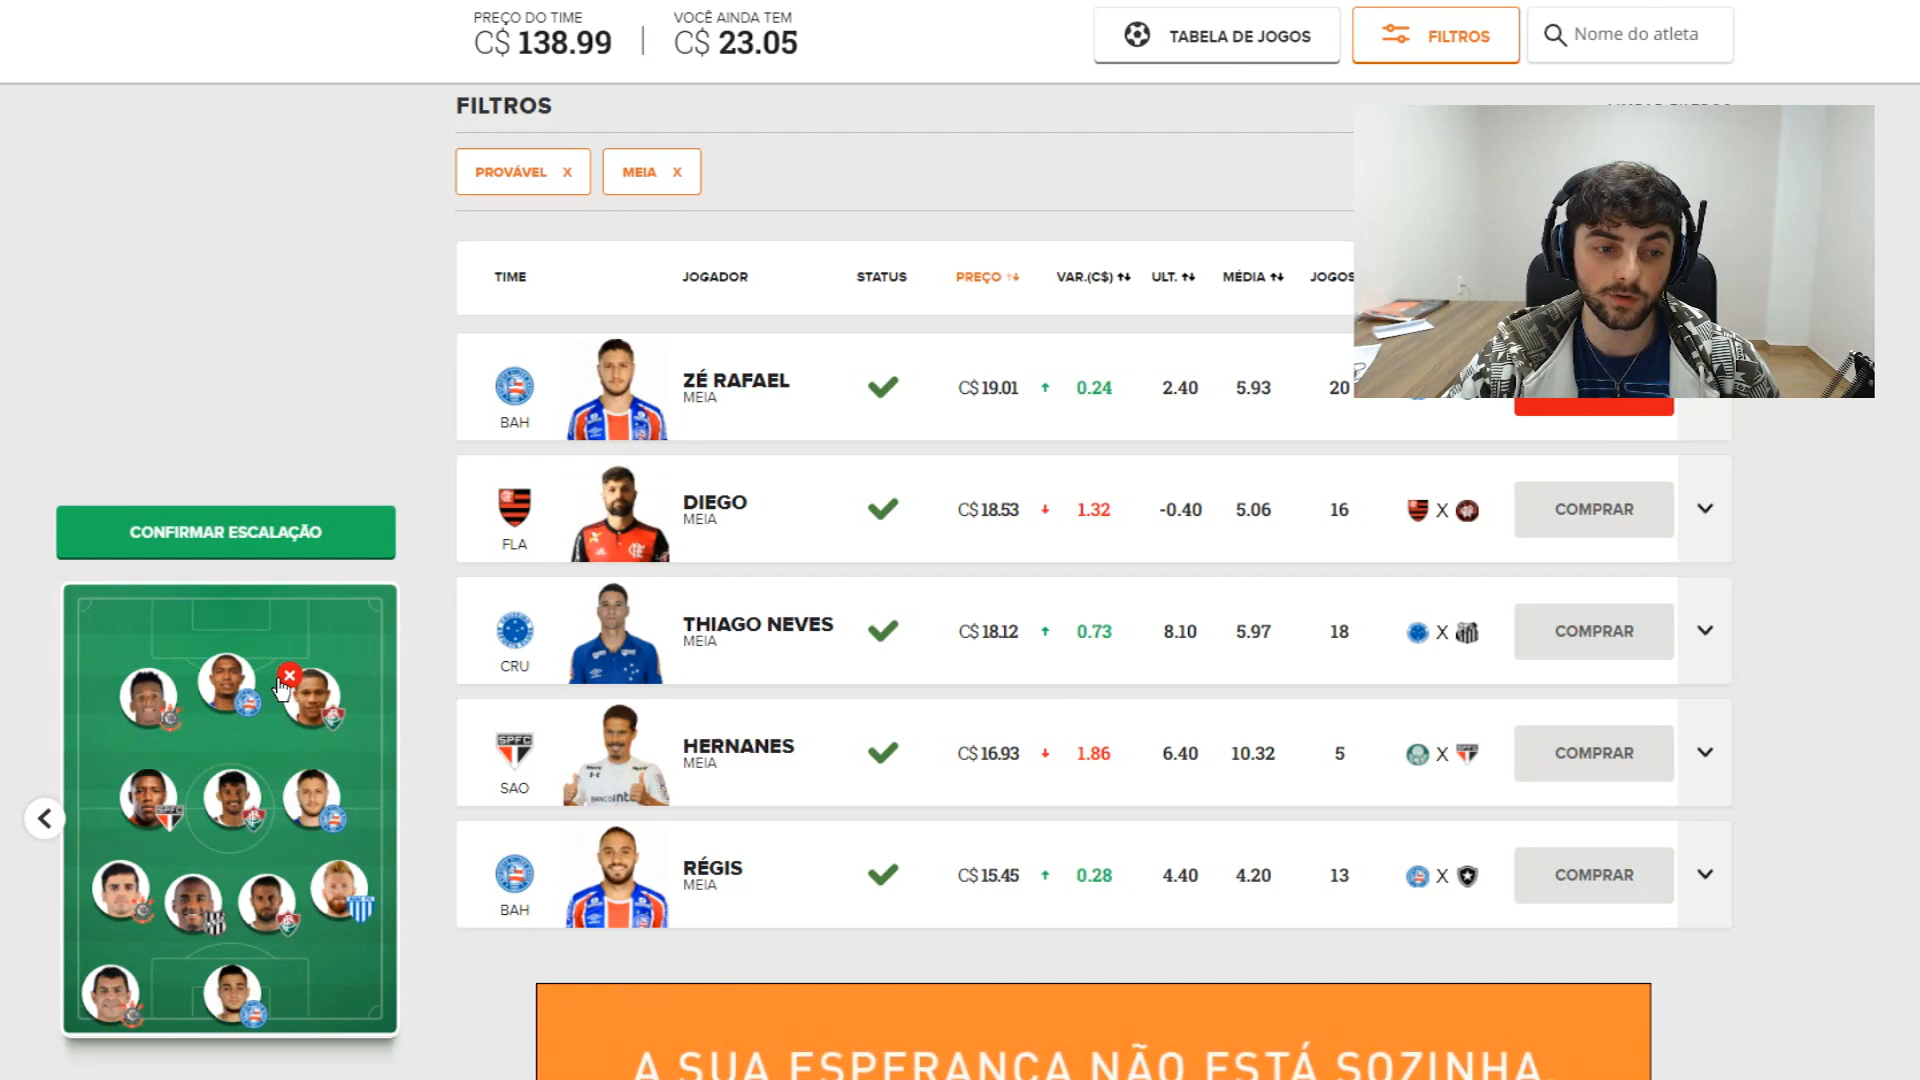 PREÇO DO TIME
C$ 138.99
VOCÊ AINDA TEM
C$ 23.05
TABELA DE JOGOS
FILTROS
Nome do atleta
FILTROS
PROVÁVEL X
MEIA X
TIME JOGADOR STATUS PREÇO VAR.(C$) ULT. MÉDIA JOGOS
BAH
ZÉ RAFAEL
MEIA
C$ 19.01 0.24 2.40 5.93 20
FLA
DIEGO
MEIA
C$ 18.53 1.32 -0.40 5.06 16 X COMPRAR
CRU
THIAGO NEVES
MEIA
C$ 18.12 0.73 8.10 5.97 18 X COMPRAR
SPFC
SAO
HERNANES
MEIA
C$ 16.93 1.86 6.40 10.32 5 X COMPRAR
BAH
RÉGIS
MEIA
C$ 15.45 0.28 4.40 4.20 13 X COMPRAR
CONFIRMAR ESCALAÇÃO
A SUA ESPERANÇA NÃO ESTÁ SOZINHA.